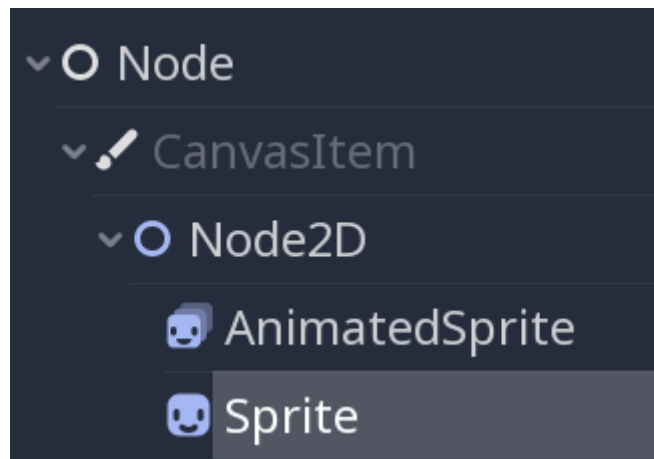 Node
CanvasItem
Node2D
AnimatedSprite
Sprite